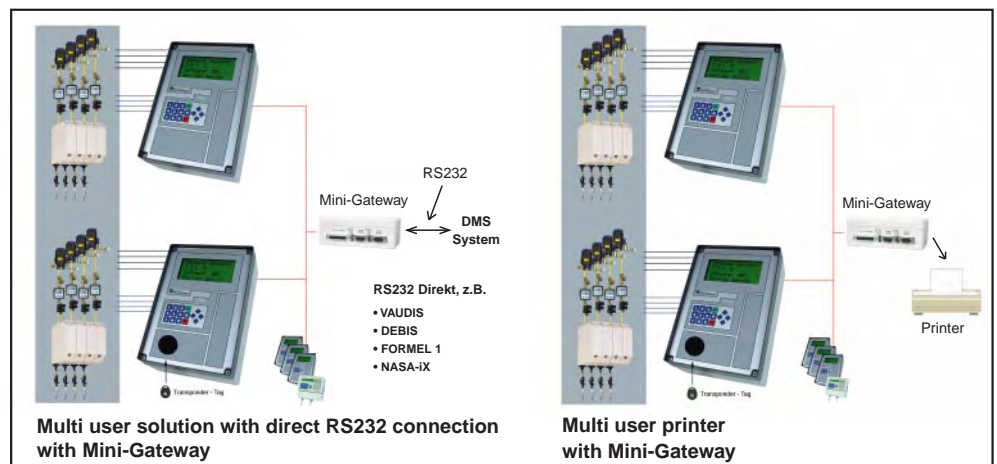 RS232
Mini-Gateway
DMS
System
RS232 Direkt, z.B.
• VAUDIS
• DEBIS
• FORMEL 1
• NASA-iX
Transponder - Tag
Multi user solution with direct RS232 connection
with Mini-Gateway
Mini-Gateway
Printer
Transponder - Tag
Multi user printer
with Mini-Gateway